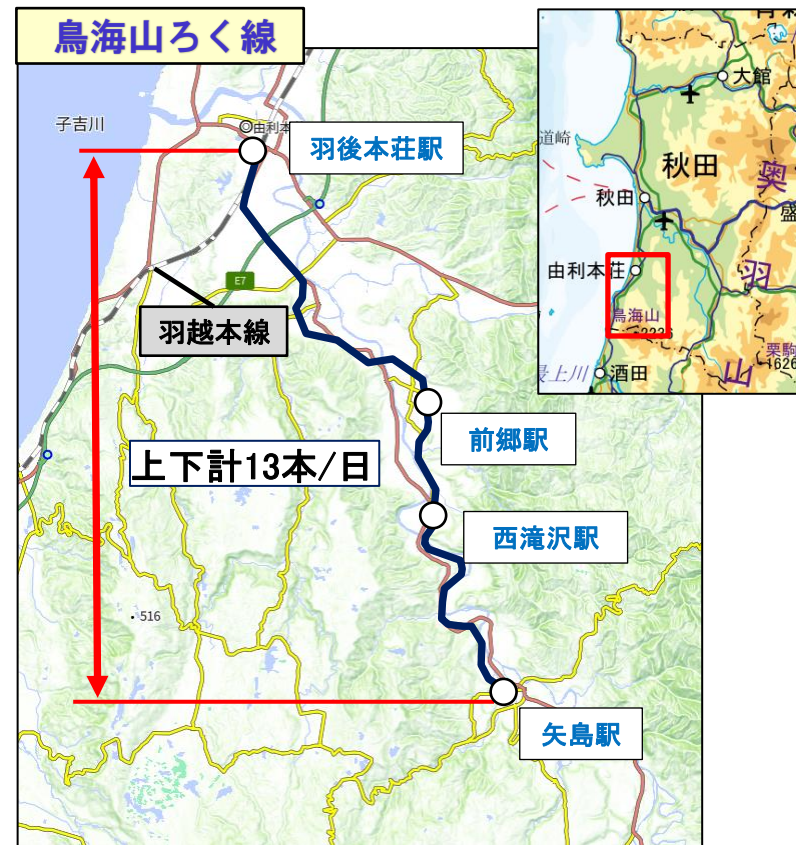 鳥海山ろく線
子吉川
◎由利本
羽後本荘駅
E7
羽越本線
前郷駅
上下計13本/日
西滝沢駅
・516
矢島駅
大館
道崎
秋田
奥
盛
秋田
由利本荘
羽
鳥海山
•2236
栗駒
1626
最上川
酒田
山